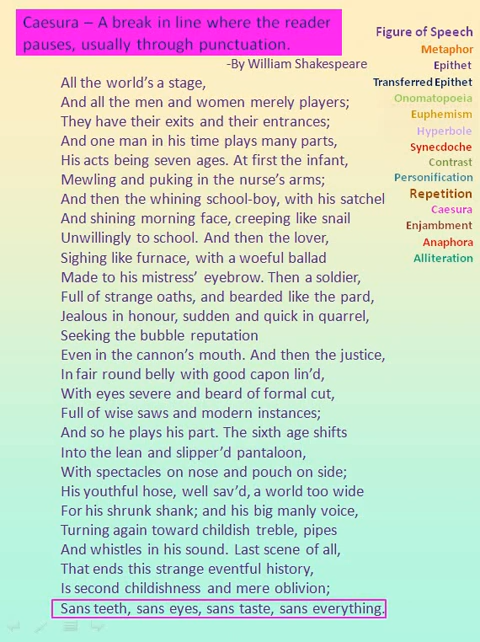 Caesura – A break in line where the reader
pauses, usually through punctuation.
-By William Shakespeare
All the world's a stage,
And all the men and women merely players;
They have their exits and their entrances;
And one man in his time plays many parts,
His acts being seven ages. At first the infant,
Mewling and puking in the nurse's arms;
And then the whining school-boy, with his satchel
And shining morning face, creeping like snail
Unwillingly to school. And then the lover,
Sighing like furnace, with a woeful ballad
Made to his mistress' eyebrow. Then a soldier,
Full of strange oaths, and bearded like the pard,
Jealous in honour, sudden and quick in quarrel,
Seeking the bubble reputation
Even in the cannon's mouth. And then the justice,
In fair round belly with good capon lin'd,
With eyes severe and beard of formal cut,
Full of wise saws and modern instances;
And so he plays his part. The sixth age shifts
Into the lean and slipper'd pantaloon,
With spectacles on nose and pouch on side;
His youthful hose, well sav'd, a world too wide
For his shrunk shank; and his big manly voice,
Turning again toward childish treble, pipes
And whistles in his sound. Last scene of all,
That ends this strange eventful history,
Is second childishness and mere oblivion;
Sans teeth, sans eyes, sans taste, sans everything.
Figure of Speech
Metaphor
Epithet
Transferred Epithet
Onomatopoeia
Euphemism
Hyperbole
Synecdoche
Contrast
Personification
Repetition
Caesura
Enjambment
Anaphora
Alliteration